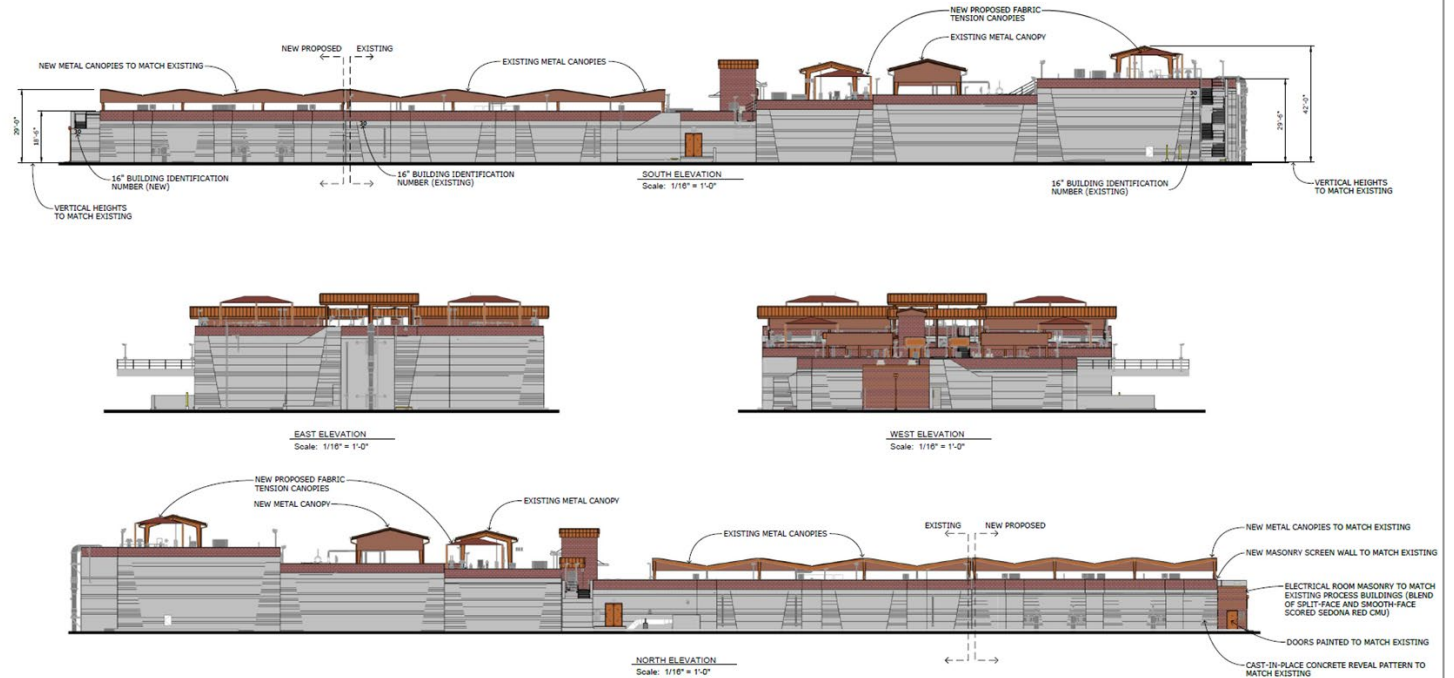 NEW PROPOSED FABRIC
TENSION CANOPIES
EXISTING METAL CANOPY
NEW PROPOSED
EXISTING
NEW METAL CANOPIES TO MATCH EXISTING
EXISTING METAL CANOPIES
29'-0"
18'-6"
30
30
30
29'-6"
42'-0"
16" BUILDING IDENTIFICATION
NUMBER (NEW)
16" BUILDING IDENTIFICATION
NUMBER (EXISTING)
SOUTH ELEVATION
Scale: 1/16" = 1'-0"
16" BUILDING IDENTIFICATION
NUMBER (EXISTING)
VERTICAL HEIGHTS
TO MATCH EXISTING
VERTICAL HEIGHTS
TO MATCH EXISTING
EAST ELEVATION
Scale: 1/16" = 1'-0"
WEST ELEVATION
Scale: 1/16" = 1'-0"
NEW PROPOSED FABRIC
TENSION CANOPIES
NEW METAL CANOPY
EXISTING METAL CANOPY
EXISTING METAL CANOPIES
EXISTING
NEW PROPOSED
NEW METAL CANOPIES TO MATCH EXISTING
NEW MASONRY SCREEN WALL TO MATCH EXISTING
ELECTRICAL ROOM MASONRY TO MATCH
EXISTING PROCESS BUILDINGS (BLEND
OF SPLIT-FACE AND SMOOTH-FACE
SCORED SEDONA RED CMU)
DOORS PAINTED TO MATCH EXISTING
CAST-IN-PLACE CONCRETE REVEAL PATTERN TO
MATCH EXISTING
NORTH ELEVATION
Scale: 1/16" = 1'-0"